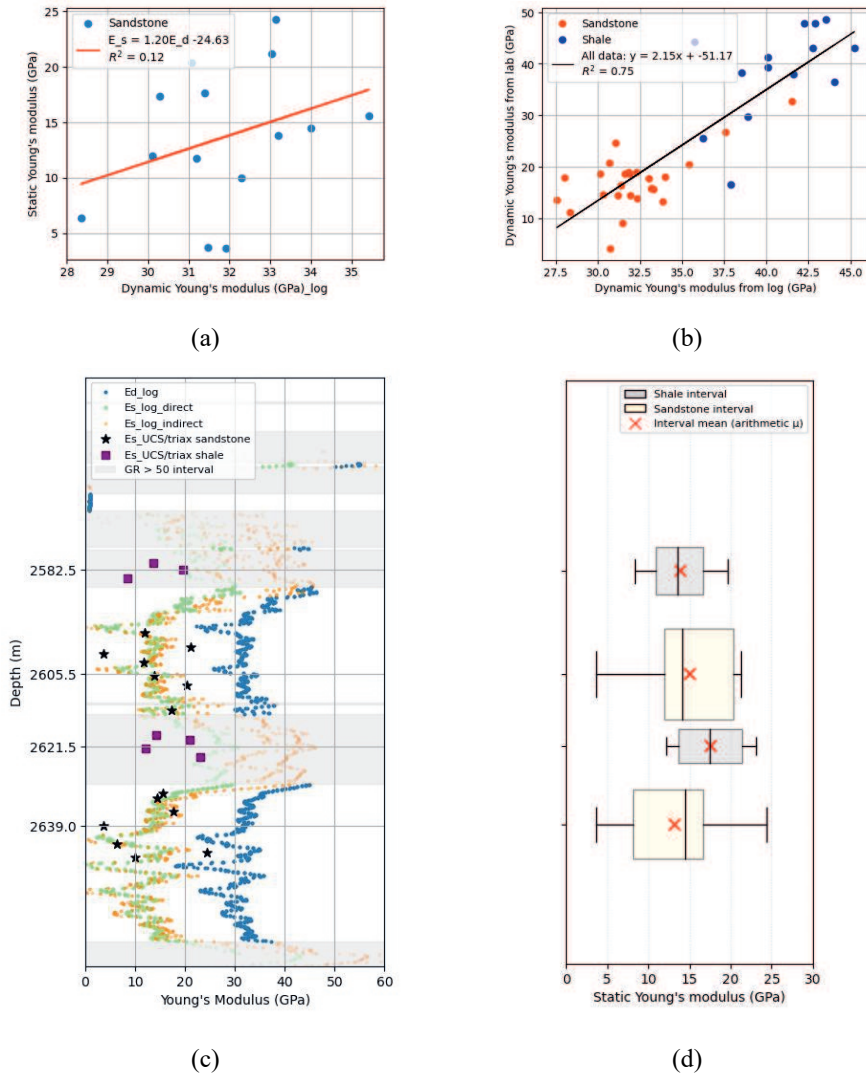 Sandstone
E_s = 1.20E_d -24.63
R² = 0.12
25
20
15
10
5
28
29
30
31
32
33
34
35
Static Young's modulus (GPa)
Dynamic Young's modulus (GPa)_log
(a)
Sandstone
Shale
All data: y = 2.15x + -51.17
R² = 0.75
50
40
30
20
10
27.5
30.0
32.5
35.0
37.5
40.0
42.5
45.0
Dynamic Young's modulus from lab (GPa)
Dynamic Young's modulus from log (GPa)
(b)
Ed_log
Es_log_direct
Es_log_indirect
Es_UCS/triax sandstone
Es_UCS/triax shale
GR > 50 interval
2582.5
2605.5
2621.5
2639.0
Depth (m)
0
10
20
30
40
50
60
Young's Modulus (GPa)
(c)
Shale interval
Sandstone interval
Interval mean (arithmetic μ)
0
5
10
15
20
25
30
Static Young's modulus (GPa)
(d)